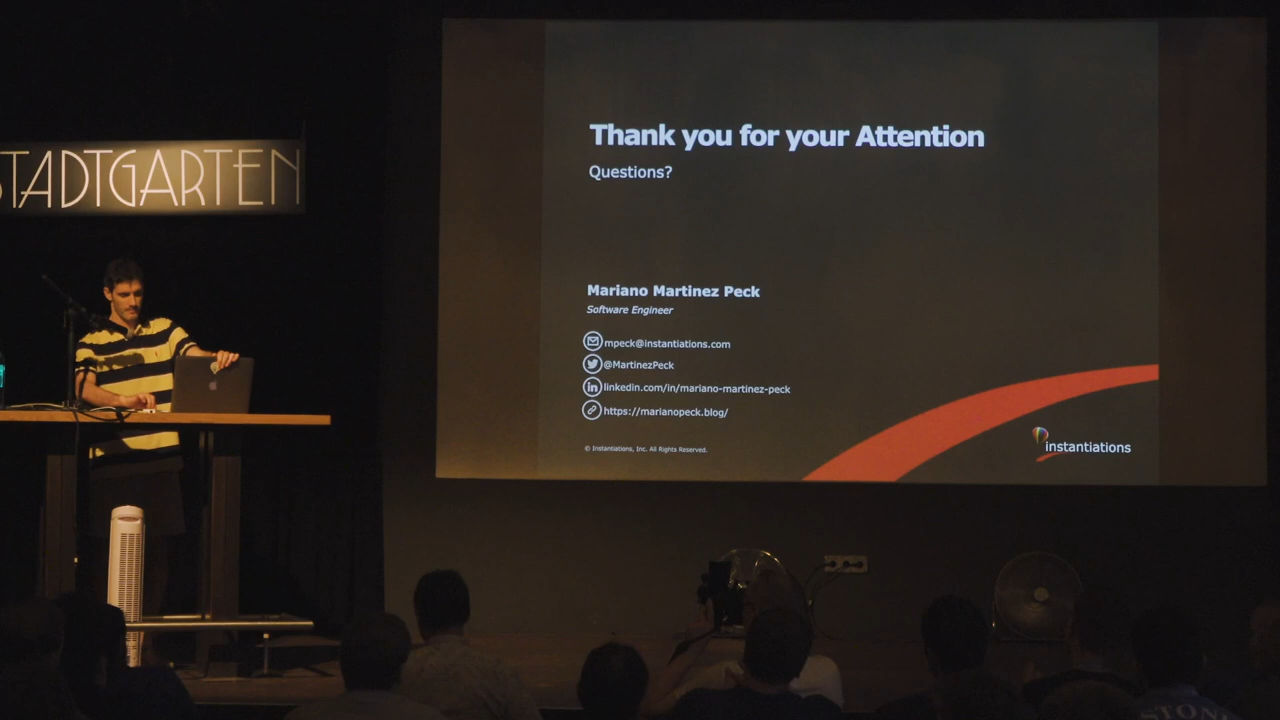 STADTGARTEN
Thank you for your Attention
Questions?
Mariano Martinez Peck
Software Engineer
mpeck@instantiations.com
@MartinezPeck
linkedin.com/in/mariano-martinez-peck
https://marianopeck.blog/
© Instantiations, Inc. All Rights Reserved.
instantiations
STON